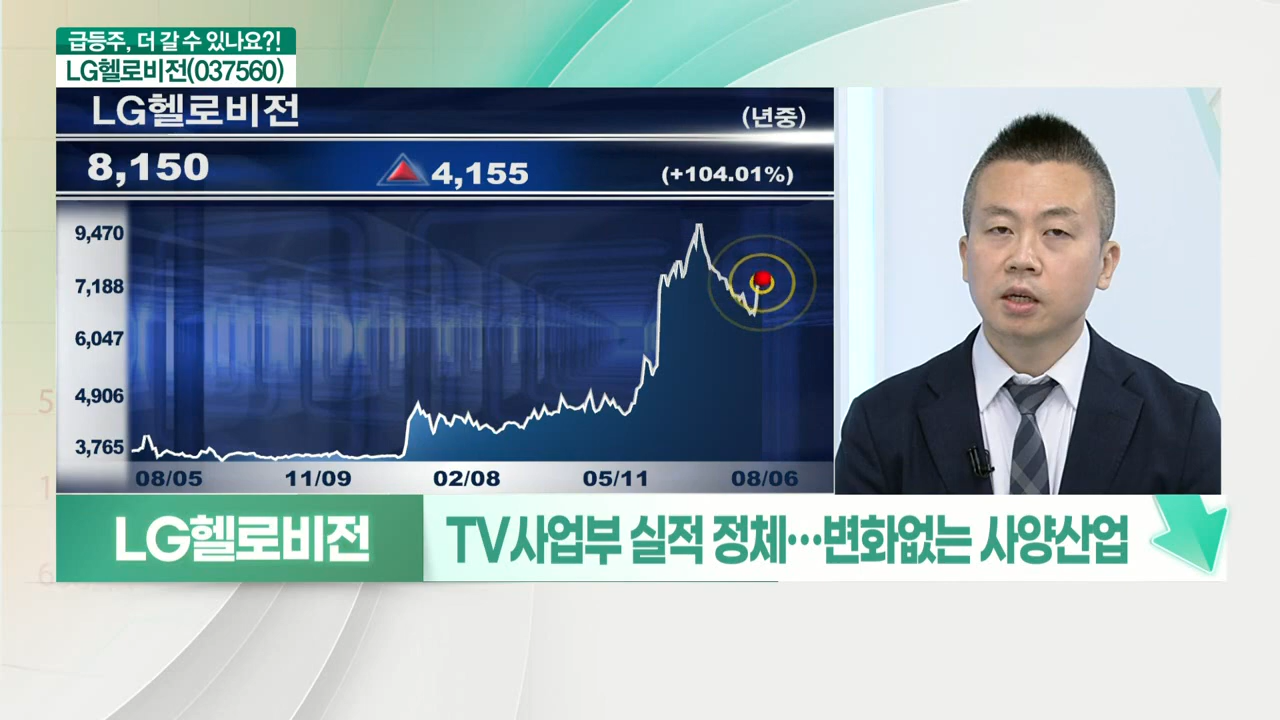 급등주, 더 갈 수 있나요?!
LG헬로비전(037560)
LG헬로비전 (년중)
8,150 4,155 (+104.01%)
9,470
7,188
6,047
4,906
3,765
08/05 11/09 02/08 05/11 08/06
LG헬로비전 TV사업부 실적 정체…변화없는 사양산업
5
1
6